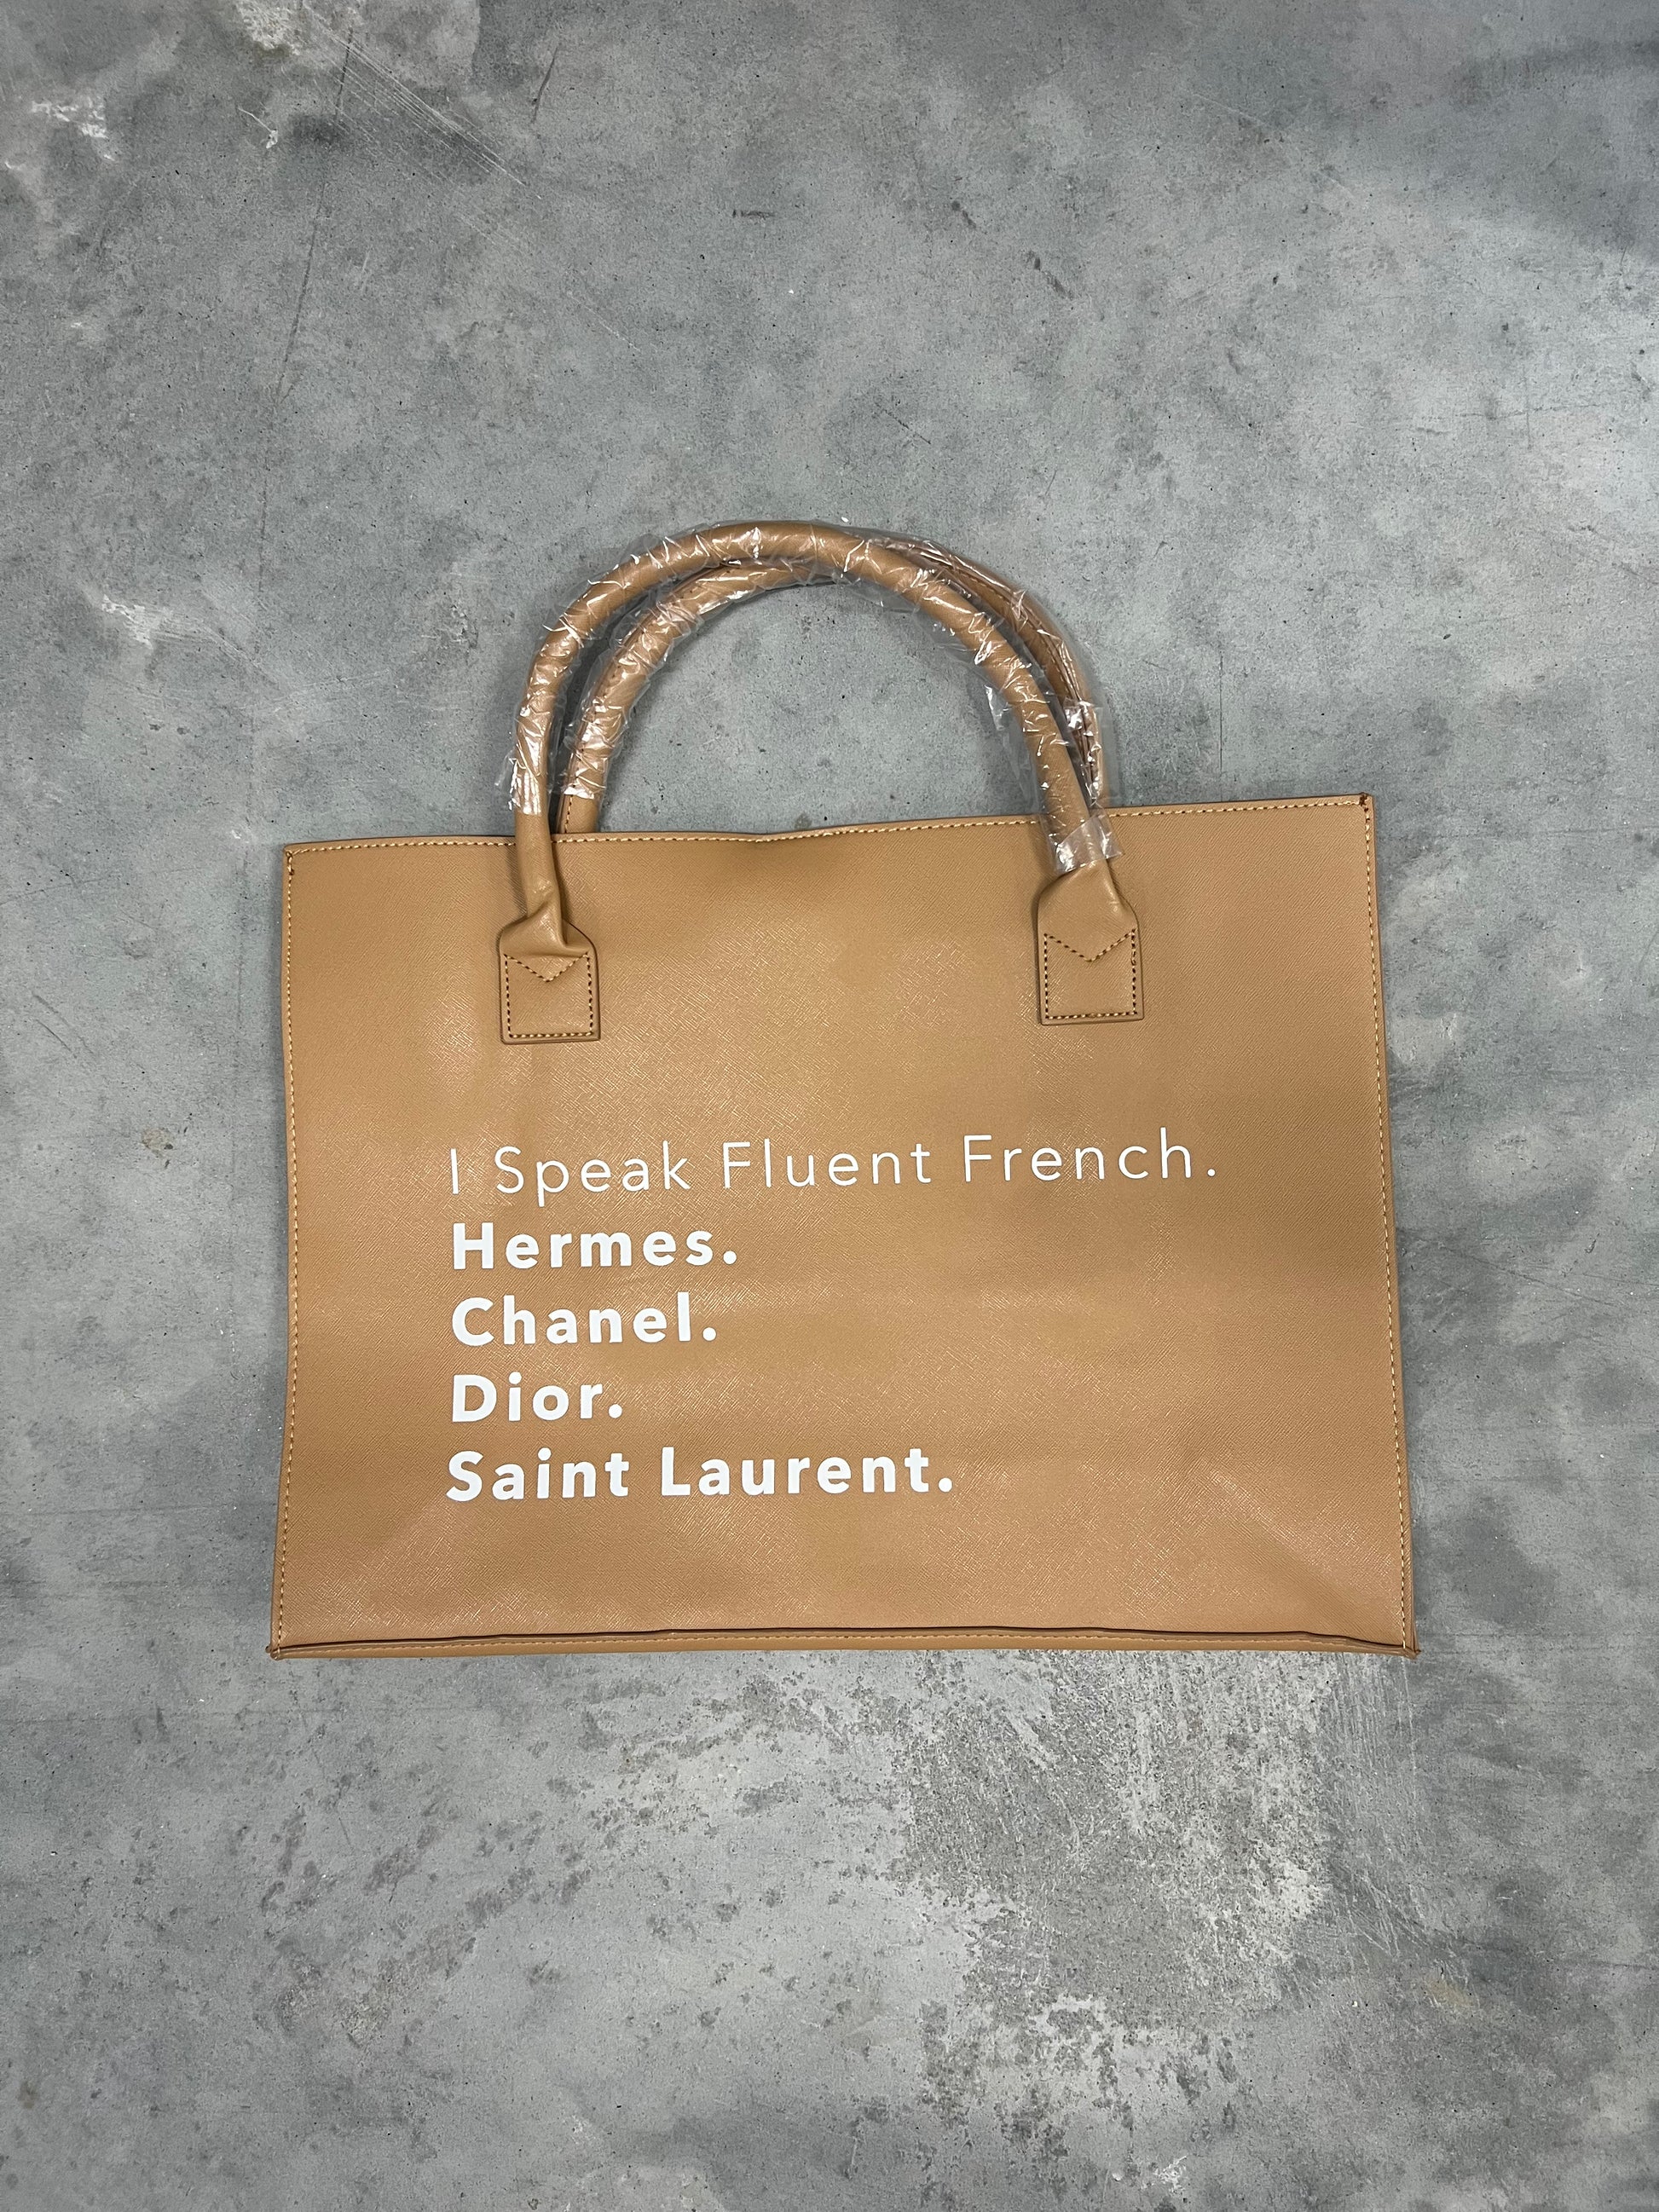 I Speak Fluent French.
Hermes.
Chanel.
Dior.
Saint Laurent.